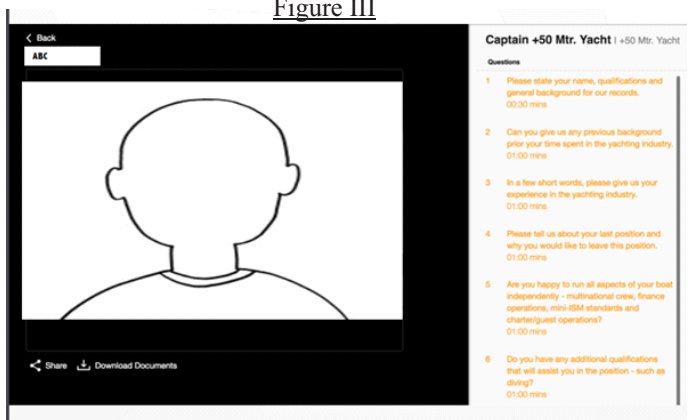 Figure III
Back
ABC
Share
Download Documents
Captain +50 Mtr. Yacht | +50 Mtr. Yacht
Questions
1 Please state your name, qualifications and
general background for our records.
00:30 mins
2 Can you give us any previous background
prior your time spent in the yachting industry.
01:00 mins
3 In a few short words, please give us your
experience in the yachting industry.
01:00 mins
4 Please tell us about your last position and
why you would like to leave this position.
01:00 mins
5 Are you happy to run all aspects of your boat
independently - multinational crew, finance
operations, mini-ISM standards and
charter/guest operations?
01:00 mins
6 Do you have any additional qualifications
that will assist you in the position - such as
diving?
01:00 mins